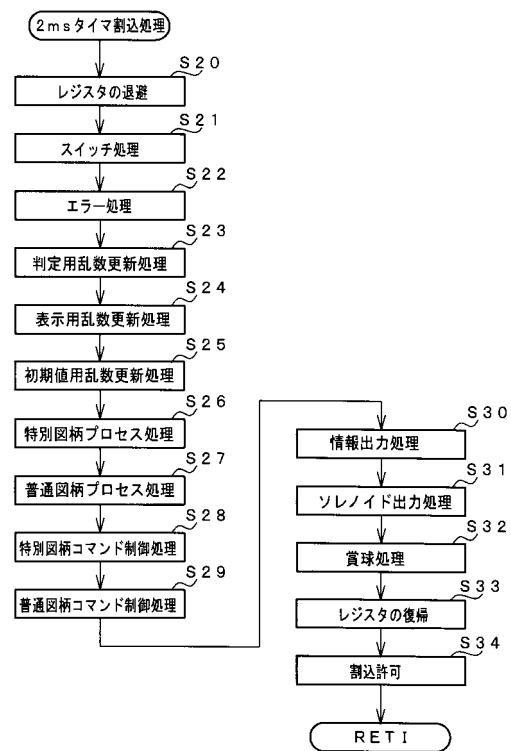 2msタイマ割込処理
S20
レジスタの退避
S21
スイッチ処理
S22
エラー処理
S23
判定用乱数更新処理
S24
表示用乱数更新処理
S25
初期値用乱数更新処理
S26
特別図柄プロセス処理
S27
普通図柄プロセス処理
S28
特別図柄コマンド制御処理
S29
普通図柄コマンド制御処理
S30
情報出力処理
S31
ソレノイド出力処理
S32
賞球処理
S33
レジスタの復帰
S34
割込許可
RETI